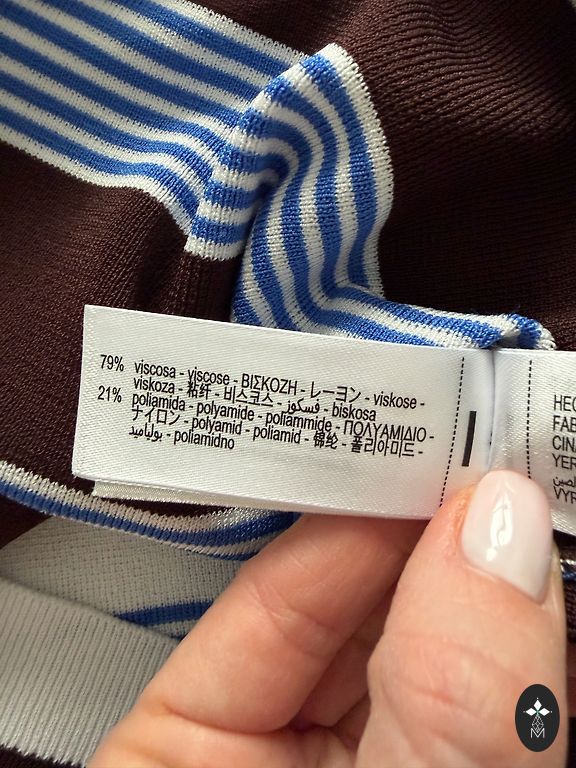 79% viscosa - viscose - ΒΙΣΚΟΖΗ - レーヨン - viskose -
viskoza - 粘纤 - 비스코스 - فسكوز - biskosa
21% poliamida - polyamide - poliammide - ΠΟΛΥΑΜΙΔΙΟ -
ナイロン - polyamid - poliamid - 锦纶 - 폴리아미드 -
بولياميد - poliamidno
HEC
FAB
CINA
YER
VYR
M